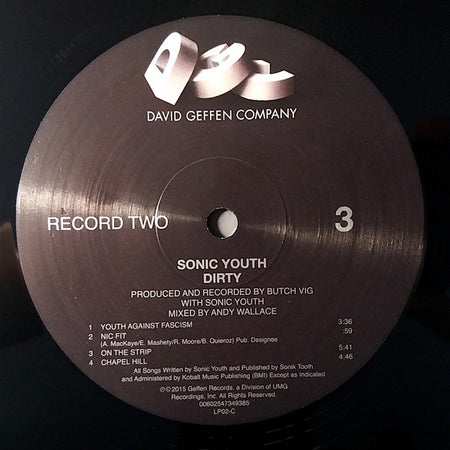 DGC
DAVID GEFFEN COMPANY
RECORD TWO
3
SONIC YOUTH
DIRTY
PRODUCED AND RECORDED BY BUTCH VIG
WITH SONIC YOUTH
MIXED BY ANDY WALLACE
1 YOUTH AGAINST FASCISM 3:36
2 NIC FIT :59
(A. MacKaye/E. Mashety/R. Moore/B. Quieroz) Pub. Designee
3 ON THE STRIP 5:41
4 CHAPEL HILL 4:46
All Songs Written by Sonic Youth and Published by Sonik Tooth
and Administered by Kobalt Music Publishing (BMI) Except as Indicated
℗©2015 Geffen Records, a Division of UMG
Recordings, Inc. All Rights Reserved.
00602547349385
LP02-C